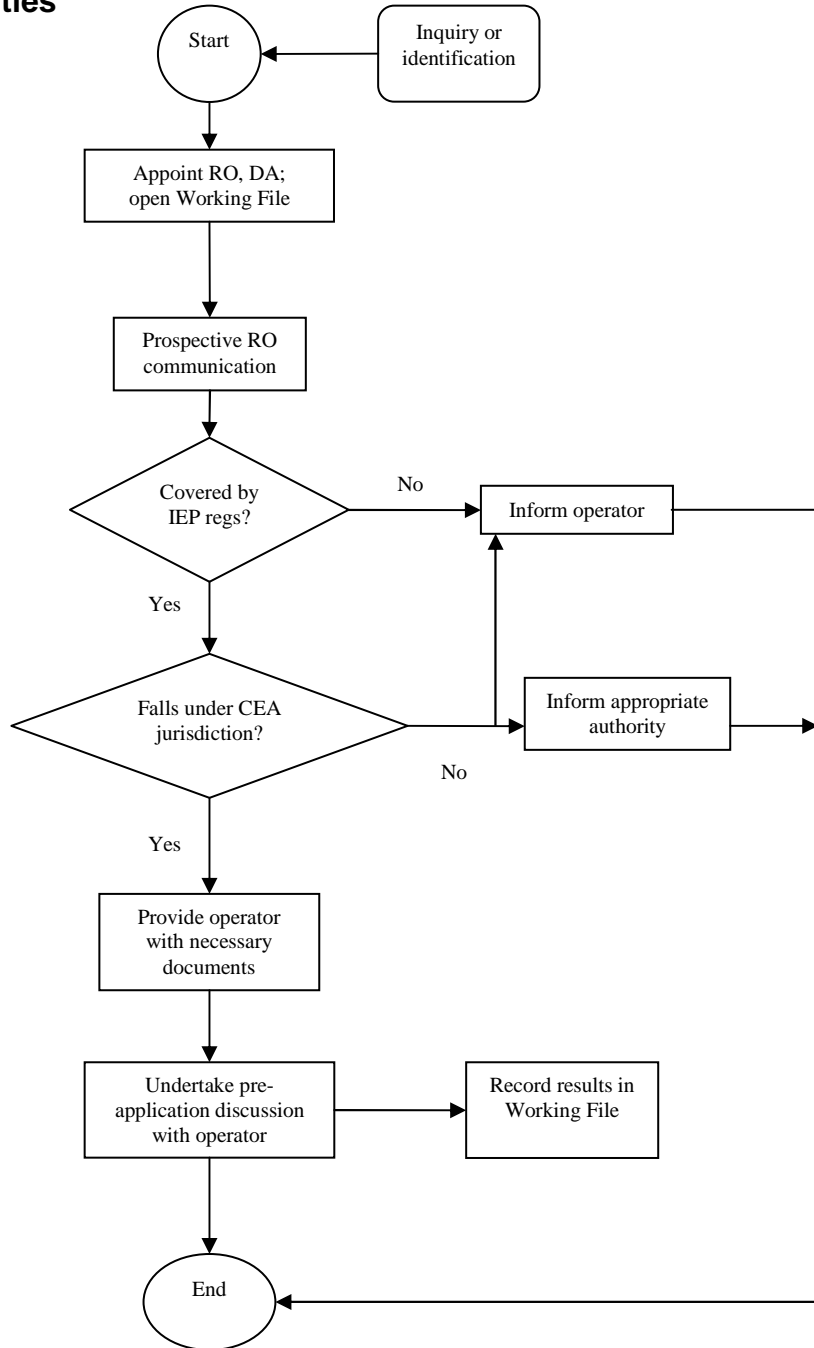 Start
Inquiry or
identification
Appoint RO, DA;
open Working File
Prospective RO
communication
Covered by
IEP regs?
No
Inform operator
Yes
Falls under CEA
jurisdiction?
Inform appropriate
authority
No
Yes
Provide operator
with necessary
documents
Undertake pre-
application discussion
with operator
Record results in
Working File
End